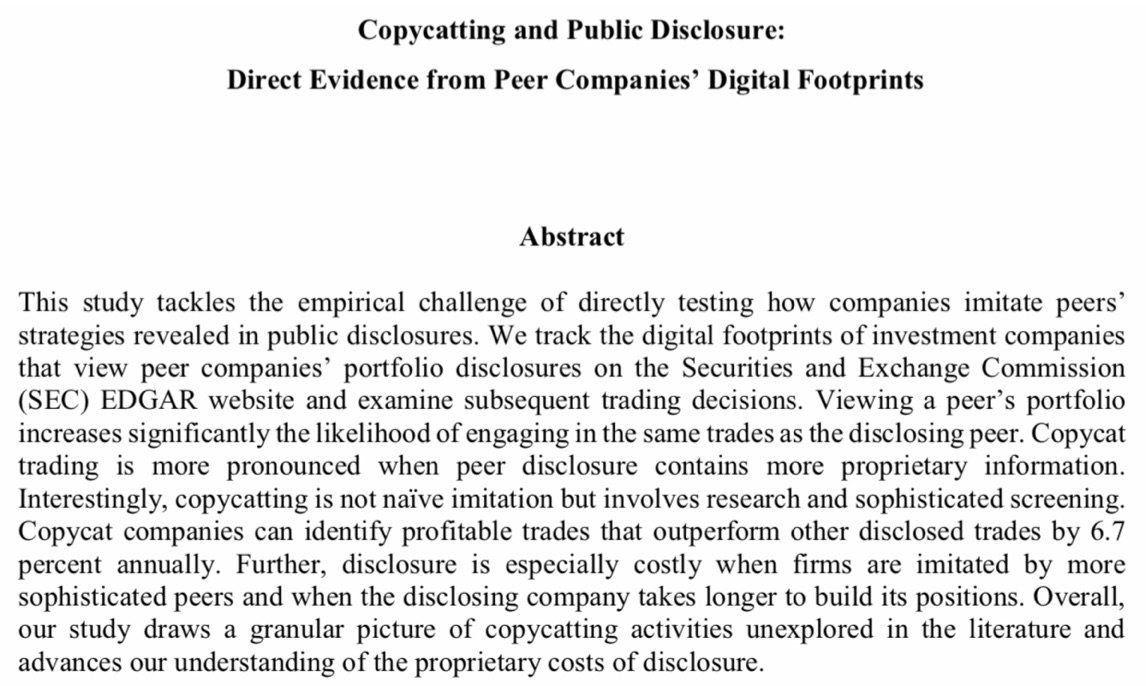 Copycatting and Public Disclosure:
Direct Evidence from Peer Companies’ Digital Footprints
Abstract
This study tackles the empirical challenge of directly testing how companies imitate peers’
strategies revealed in public disclosures. We track the digital footprints of investment companies
that view peer companies’ portfolio disclosures on the Securities and Exchange Commission
(SEC) EDGAR website and examine subsequent trading decisions. Viewing a peer’s portfolio
increases significantly the likelihood of engaging in the same trades as the disclosing peer. Copycat
trading is more pronounced when peer disclosure contains more proprietary information.
Interestingly, copycatting is not naïve imitation but involves research and sophisticated screening.
Copycat companies can identify profitable trades that outperform other disclosed trades by 6.7
percent annually. Further, disclosure is especially costly when firms are imitated by more
sophisticated peers and when the disclosing company takes longer to build its positions. Overall,
our study draws a granular picture of copycatting activities unexplored in the literature and
advances our understanding of the proprietary costs of disclosure.